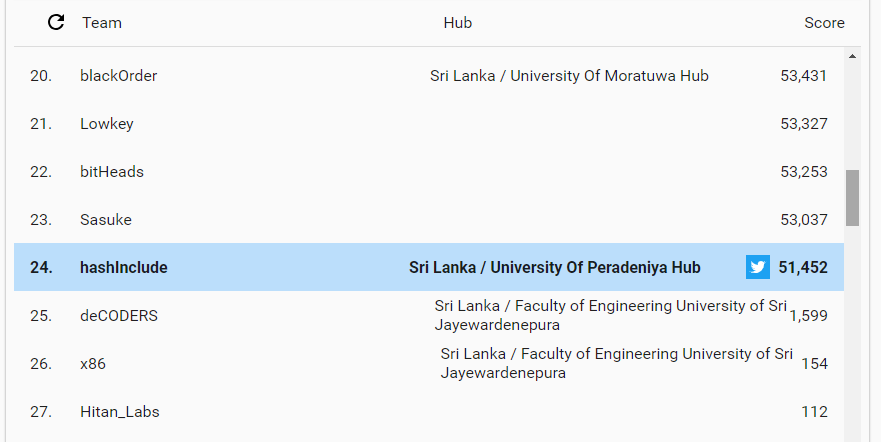 Team Hub Score
20. blackOrder Sri Lanka / University Of Moratuwa Hub 53,431
21. Lowkey 53,327
22. bitHeads 53,253
23. Sasuke 53,037
24. hashInclude Sri Lanka / University Of Peradeniya Hub 51,452
25. deCODERS Sri Lanka / Faculty of Engineering University of Sri 1,599
Jayewardenepura
26. x86 Sri Lanka / Faculty of Engineering University of Sri 154
Jayewardenepura
27. Hitan_Labs 112